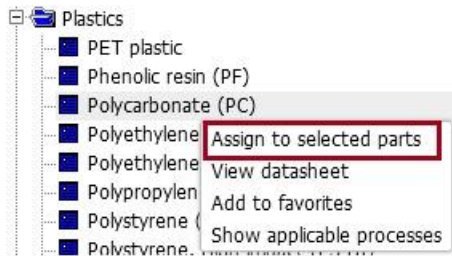 Plastics
PET plastic
Phenolic resin (PF)
Polycarbonate (PC)
Polyethylene
Assign to selected parts
Polyethylene
View datasheet
Polypropylen
Add to favorites
Polystyrene (
Show applicable processes
Polystyrene,